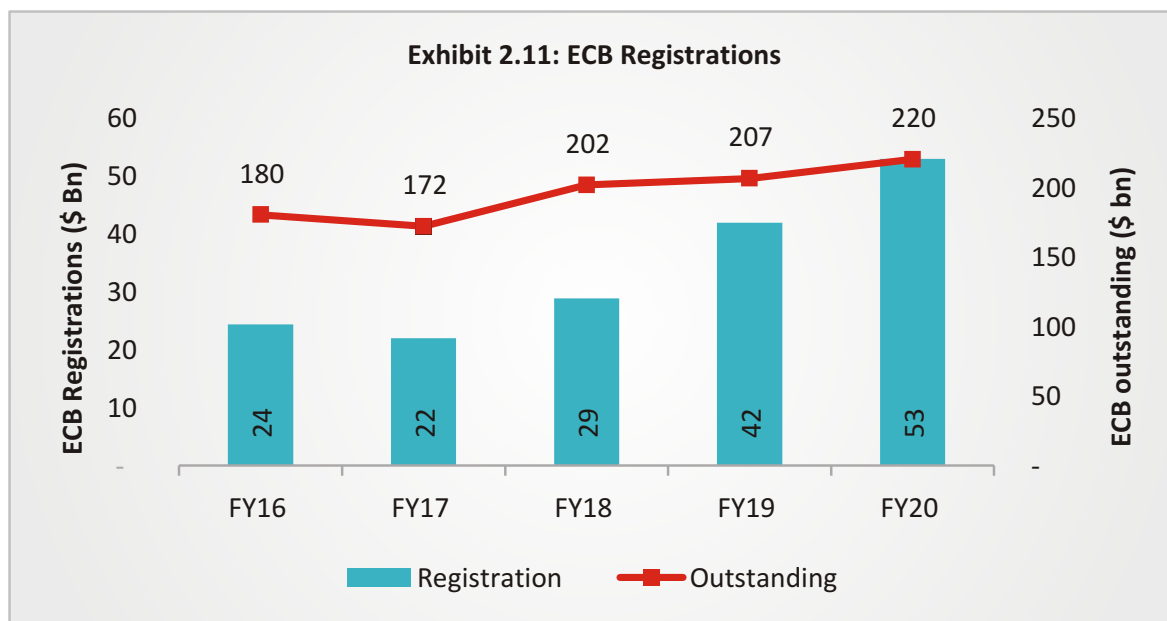 Exhibit 2.11: ECB Registrations
ECB Registrations ($ Bn)
60
50
40
30
20
10
-
180
172
202
207
220
24
22
29
42
53
250
200
150
100
50
-
ECB outstanding ($ bn)
FY16
FY17
FY18
FY19
FY20
Registration
Outstanding